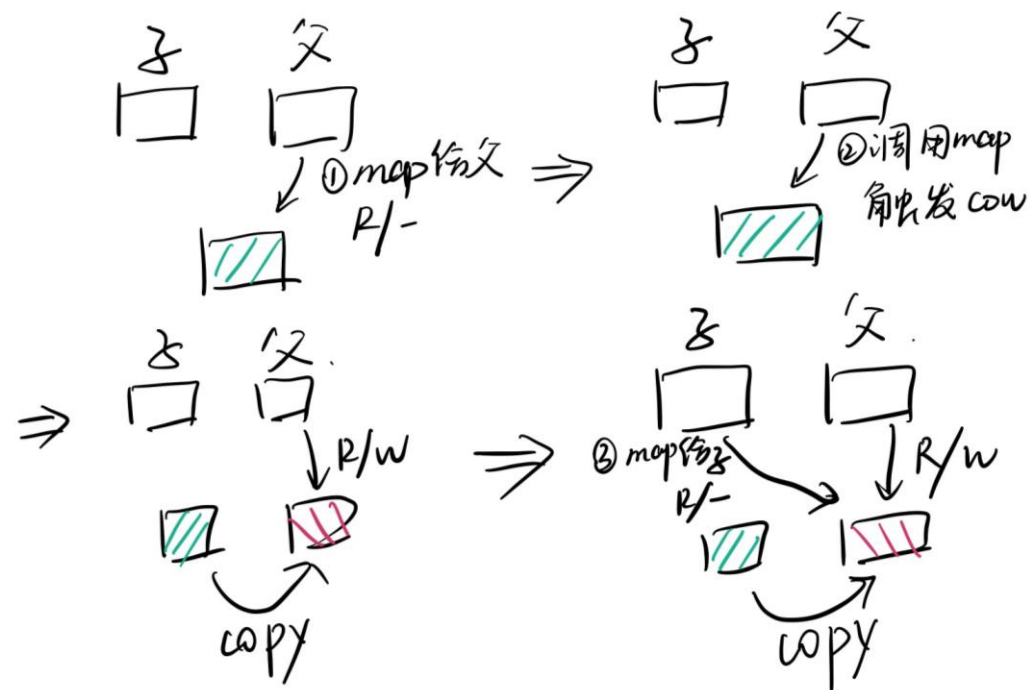 子 父
①map给父
R/-
子 父
②调用map
触发COW
子 父
R/W
copy
子 父
③map给子
R/-
R/W
copy